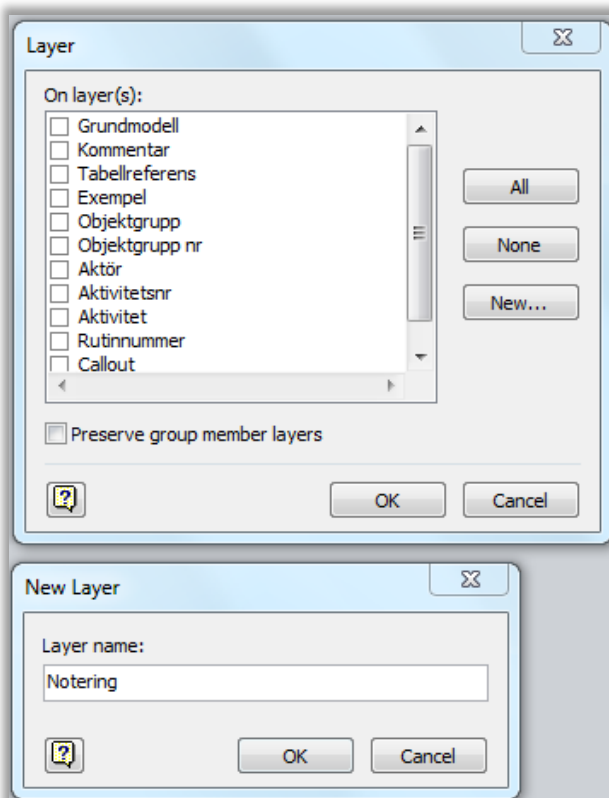 Layer
On layer(s):
Grundmodell
Kommentar
Tabellreferens
Exempel
Objektgrupp
Objektgrupp nr
Aktör
Aktivitetsnr
Aktivitet
Rutinnummer
Callout
All
None
New...
Preserve group member layers
?
OK
Cancel
New Layer
Layer name:
Notering
?
OK
Cancel